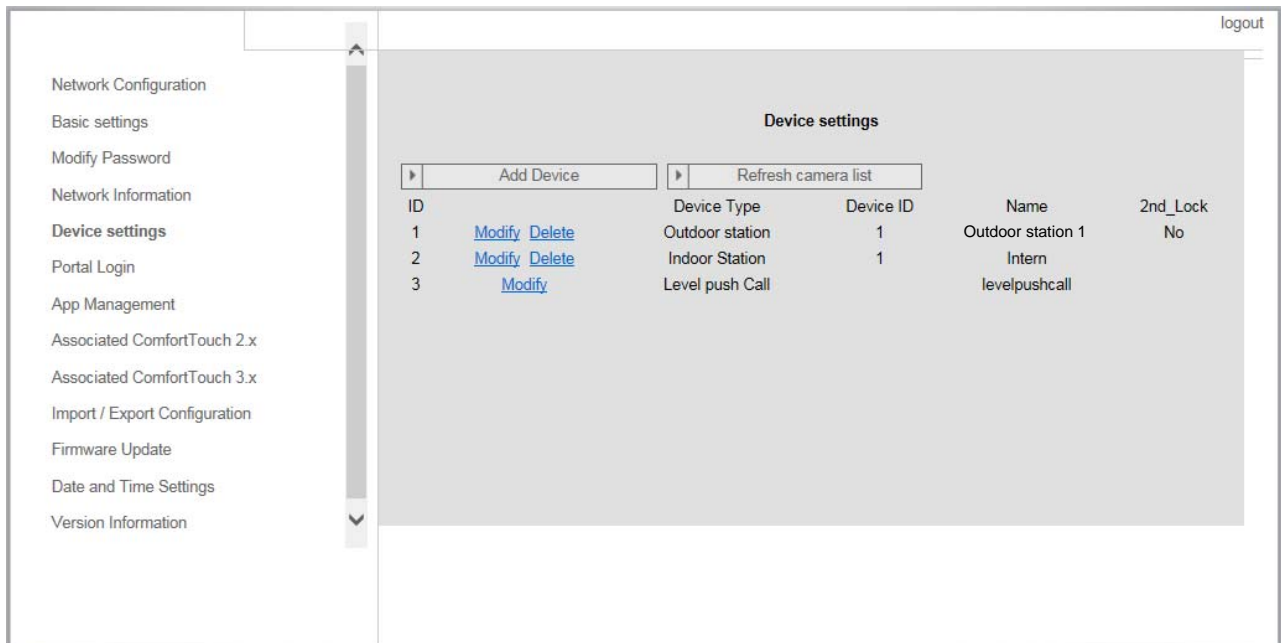 logout
Network Configuration
Basic settings
Modify Password
Network Information
Device settings
Portal Login
App Management
Associated ComfortTouch 2.x
Associated ComfortTouch 3.x
Import / Export Configuration
Firmware Update
Date and Time Settings
Version Information
Device settings
Add Device Refresh camera list
ID Device Type Device ID Name 2nd_Lock
1 Modify Delete Outdoor station 1 Outdoor station 1 No
2 Modify Delete Indoor Station 1 Intern
3 Modify Level push Call levelpushcall